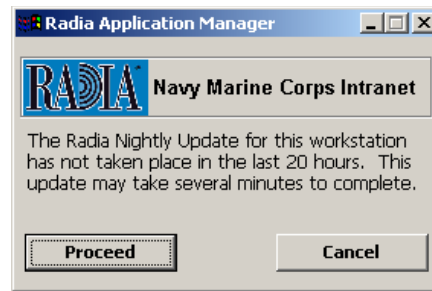 Radia Application Manager
RADIA Navy Marine Corps Intranet
The Radia Nightly Update for this workstation
has not taken place in the last 20 hours. This
update may take several minutes to complete.
Proceed Cancel